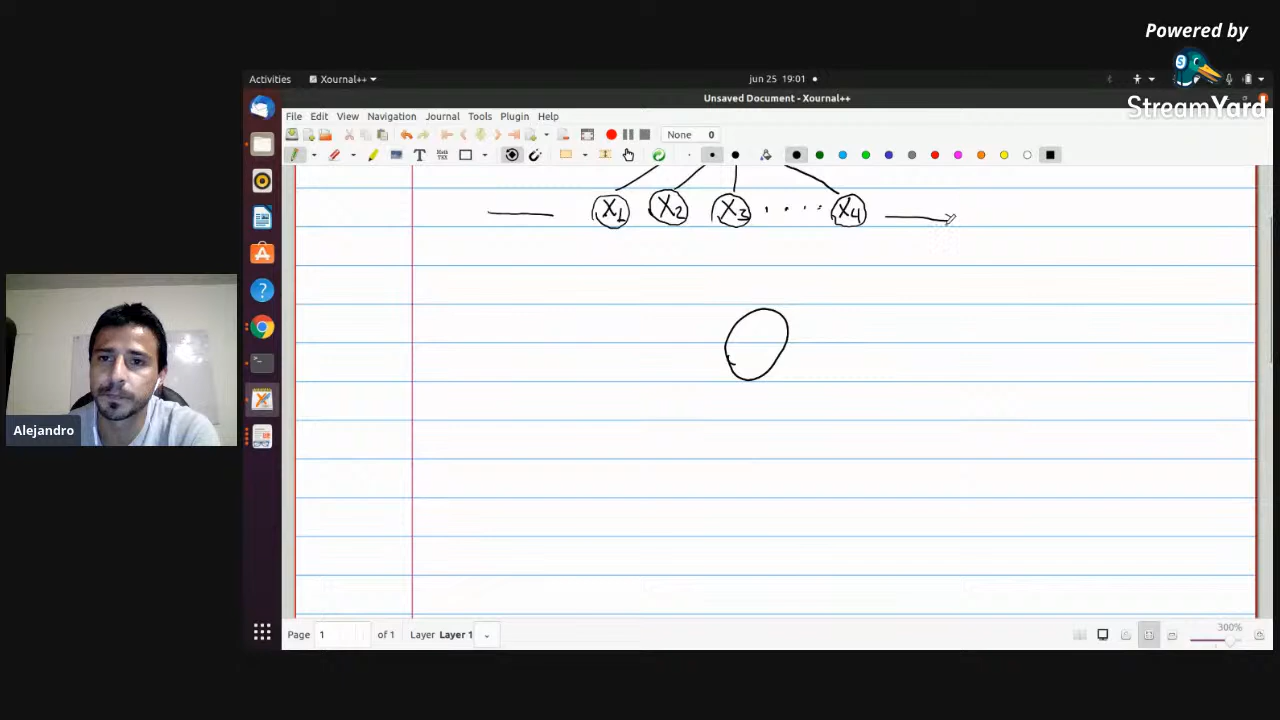 Powered by
StreamYard
Activities Xournal++ jun 25 19:01
Unsaved Document - Xournal++
File Edit View Navigation Journal Tools Plugin Help
None 0
X1 X2 X3 .... X4
Alejandro
Page 1 of 1 Layer Layer 1 300%